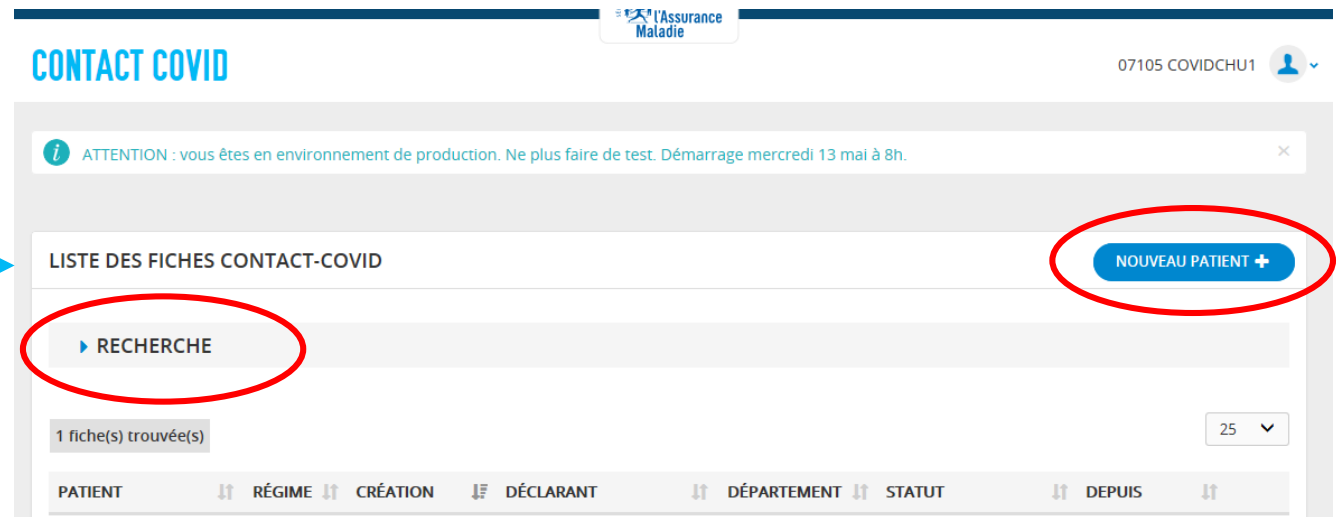 l'Assurance
Maladie
CONTACT COVID
07105 COVIDCHU1
ATTENTION : vous êtes en environnement de production. Ne plus faire de test. Démarrage mercredi 13 mai à 8h.
LISTE DES FICHES CONTACT-COVID
NOUVEAU PATIENT +
RECHERCHE
1 fiche(s) trouvée(s)
25
PATIENT RÉGIME CRÉATION DÉCLARANT DÉPARTEMENT STATUT DEPUIS